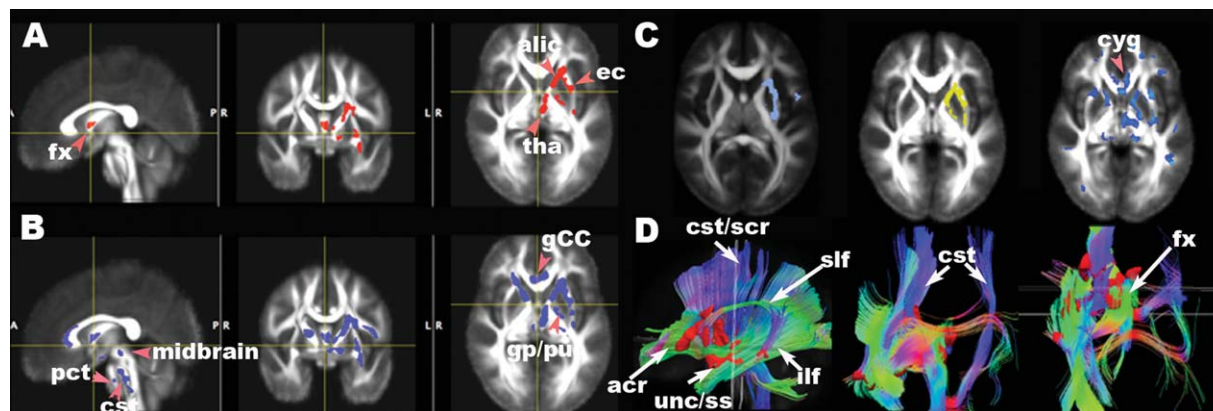 A
alic
ec
fx
tha
A
P R
L R
C
cyg
B
gCC
midbrain
pct
gp/pu
cst
A
P R
L R
D
cst/scr
slf
cst
fx
acr
unc/ss
ilf